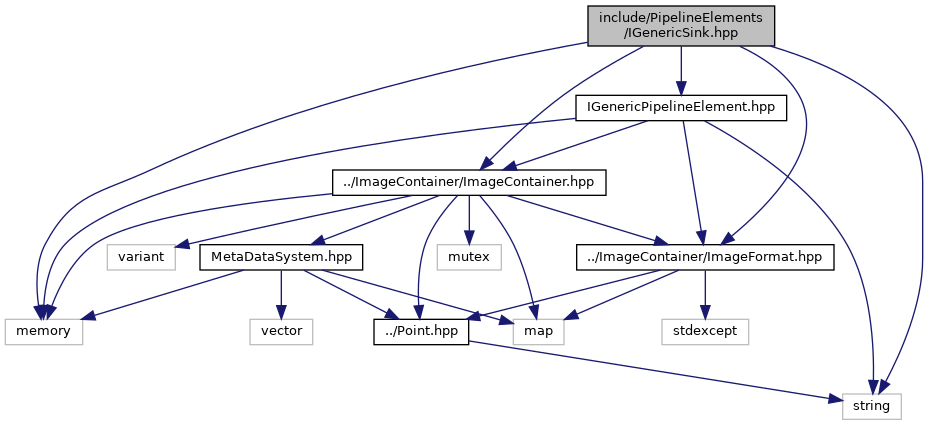 include/PipelineElements
/IGenericSink.hpp
IGenericPipelineElement.hpp
../ImageContainer/ImageContainer.hpp
variant
MetaDataSystem.hpp
mutex
../ImageContainer/ImageFormat.hpp
memory
vector
../Point.hpp
map
stdexcept
string